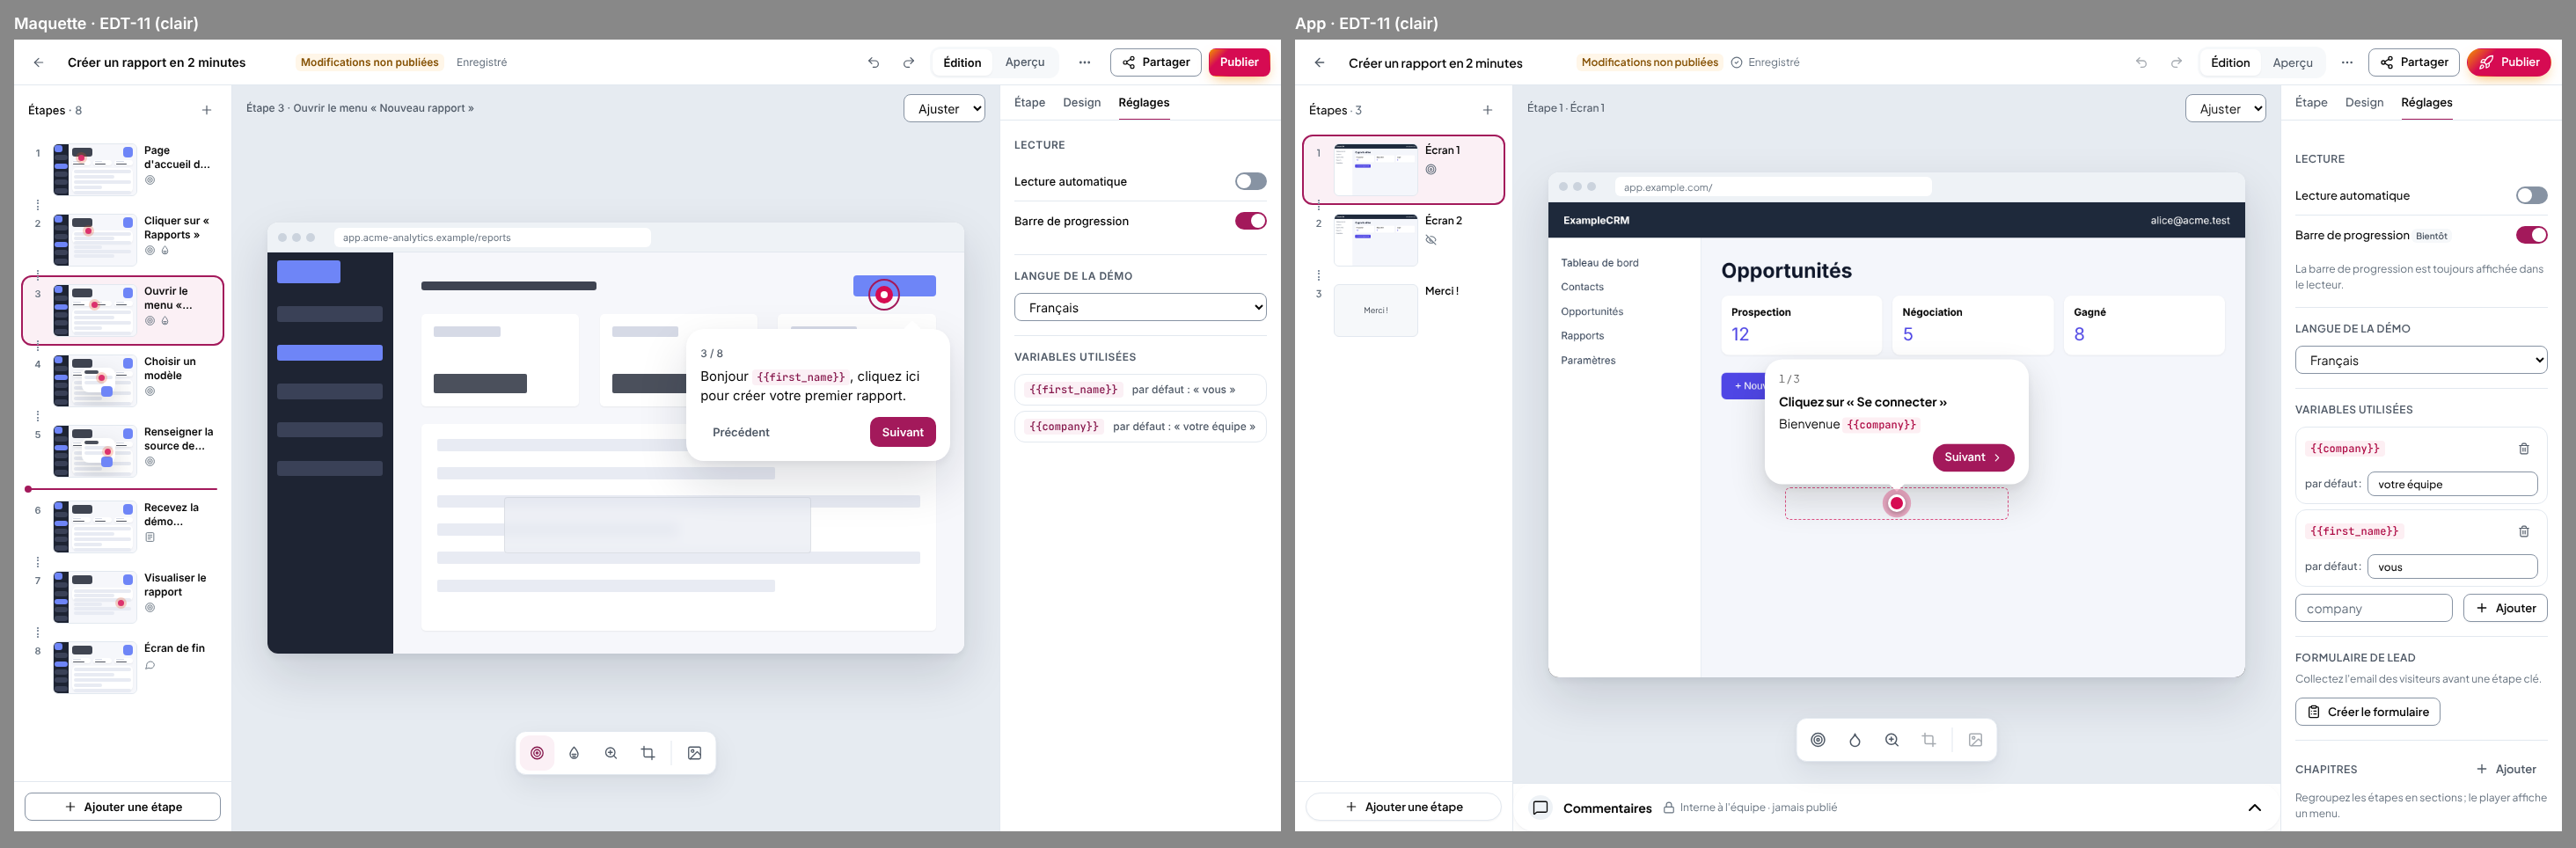 Maquette · EDT-11 (clair)
Créer un rapport en 2 minutes
Modifications non publiées
Enregistré
Édition
Aperçu
Partager
Publier
Étapes · 8
1
Page
d'accueil d...
2
Cliquer sur «
Rapports »
3
Ouvrir le
menu «...
4
Choisir un
modèle
5
Renseigner la
source de...
6
Recevez la
démo...
7
Visualiser le
rapport
8
Écran de fin
Ajouter une étape
Étape 3 · Ouvrir le menu « Nouveau rapport »
Ajuster
app.acme-analytics.example/reports
3 / 8
Bonjour {{first_name}}, cliquez ici
pour créer votre premier rapport.
Précédent
Suivant
Étape
Design
Réglages
LECTURE
Lecture automatique
Barre de progression
LANGUE DE LA DÉMO
Français
VARIABLES UTILISÉES
{{first_name}} par défaut : « vous »
{{company}} par défaut : « votre équipe »
App · EDT-11 (clair)
Créer un rapport en 2 minutes
Modifications non publiées
Enregistré
Édition
Aperçu
Partager
Publier
Étapes · 3
1
Écran 1
2
Écran 2
3
Merci !
Merci !
Ajouter une étape
Étape 1 · Écran 1
Ajuster
app.example.com/
ExampleCRM
alice@acme.test
Tableau de bord
Contacts
Opportunités
Rapports
Paramètres
Opportunités
Prospection
12
Négociation
5
Gagné
8
+ Nouv
1 / 3
Cliquez sur « Se connecter »
Bienvenue {{company}}
Suivant
Commentaires
Interne à l'équipe · jamais publié
Étape
Design
Réglages
LECTURE
Lecture automatique
Barre de progression Bientôt
La barre de progression est toujours affichée dans
le lecteur.
LANGUE DE LA DÉMO
Français
VARIABLES UTILISÉES
{{company}}
par défaut : votre équipe
{{first_name}}
par défaut : vous
company
Ajouter
FORMULAIRE DE LEAD
Collectez l'email des visiteurs avant une étape clé.
Créer le formulaire
CHAPITRES
Ajouter
Regroupez les étapes en sections ; le player affiche
un menu.